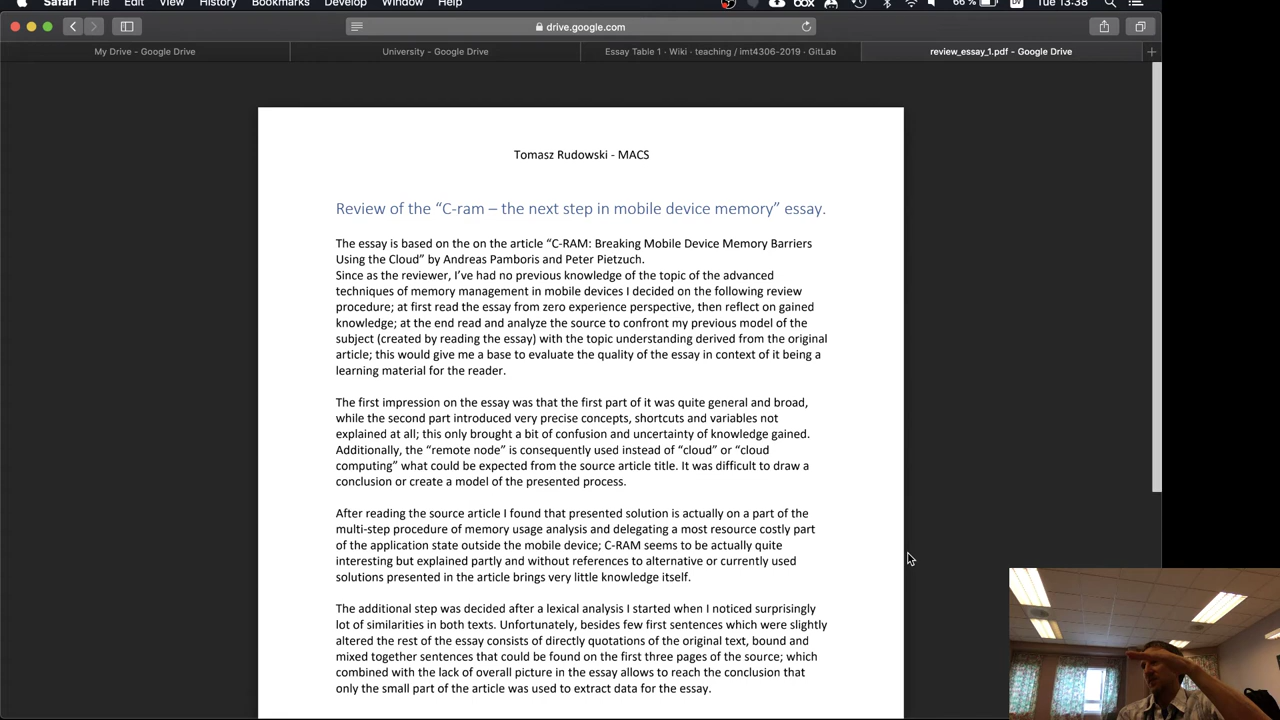 Safari File Edit View History Bookmarks Develop Window Help
box
66 %
DV
Tue 13:38
drive.google.com
My Drive - Google Drive
University - Google Drive
Essay Table 1 · Wiki · teaching / imt4306-2019 · GitLab
review_essay_1.pdf - Google Drive
Tomasz Rudowski - MACS
Review of the “C-ram – the next step in mobile device memory” essay.
The essay is based on the on the article “C-RAM: Breaking Mobile Device Memory Barriers
Using the Cloud” by Andreas Pamboris and Peter Pietzuch.
Since as the reviewer, I’ve had no previous knowledge of the topic of the advanced
techniques of memory management in mobile devices I decided on the following review
procedure; at first read the essay from zero experience perspective, then reflect on gained
knowledge; at the end read and analyze the source to confront my previous model of the
subject (created by reading the essay) with the topic understanding derived from the original
article; this would give me a base to evaluate the quality of the essay in context of it being a
learning material for the reader.
The first impression on the essay was that the first part of it was quite general and broad,
while the second part introduced very precise concepts, shortcuts and variables not
explained at all; this only brought a bit of confusion and uncertainty of knowledge gained.
Additionally, the “remote node” is consequently used instead of “cloud” or “cloud
computing” what could be expected from the source article title. It was difficult to draw a
conclusion or create a model of the presented process.
After reading the source article I found that presented solution is actually on a part of the
multi-step procedure of memory usage analysis and delegating a most resource costly part
of the application state outside the mobile device; C-RAM seems to be actually quite
interesting but explained partly and without references to alternative or currently used
solutions presented in the article brings very little knowledge itself.
The additional step was decided after a lexical analysis I started when I noticed surprisingly
lot of similarities in both texts. Unfortunately, besides few first sentences which were slightly
altered the rest of the essay consists of directly quotations of the original text, bound and
mixed together sentences that could be found on the first three pages of the source; which
combined with the lack of overall picture in the essay allows to reach the conclusion that
only the small part of the article was used to extract data for the essay.